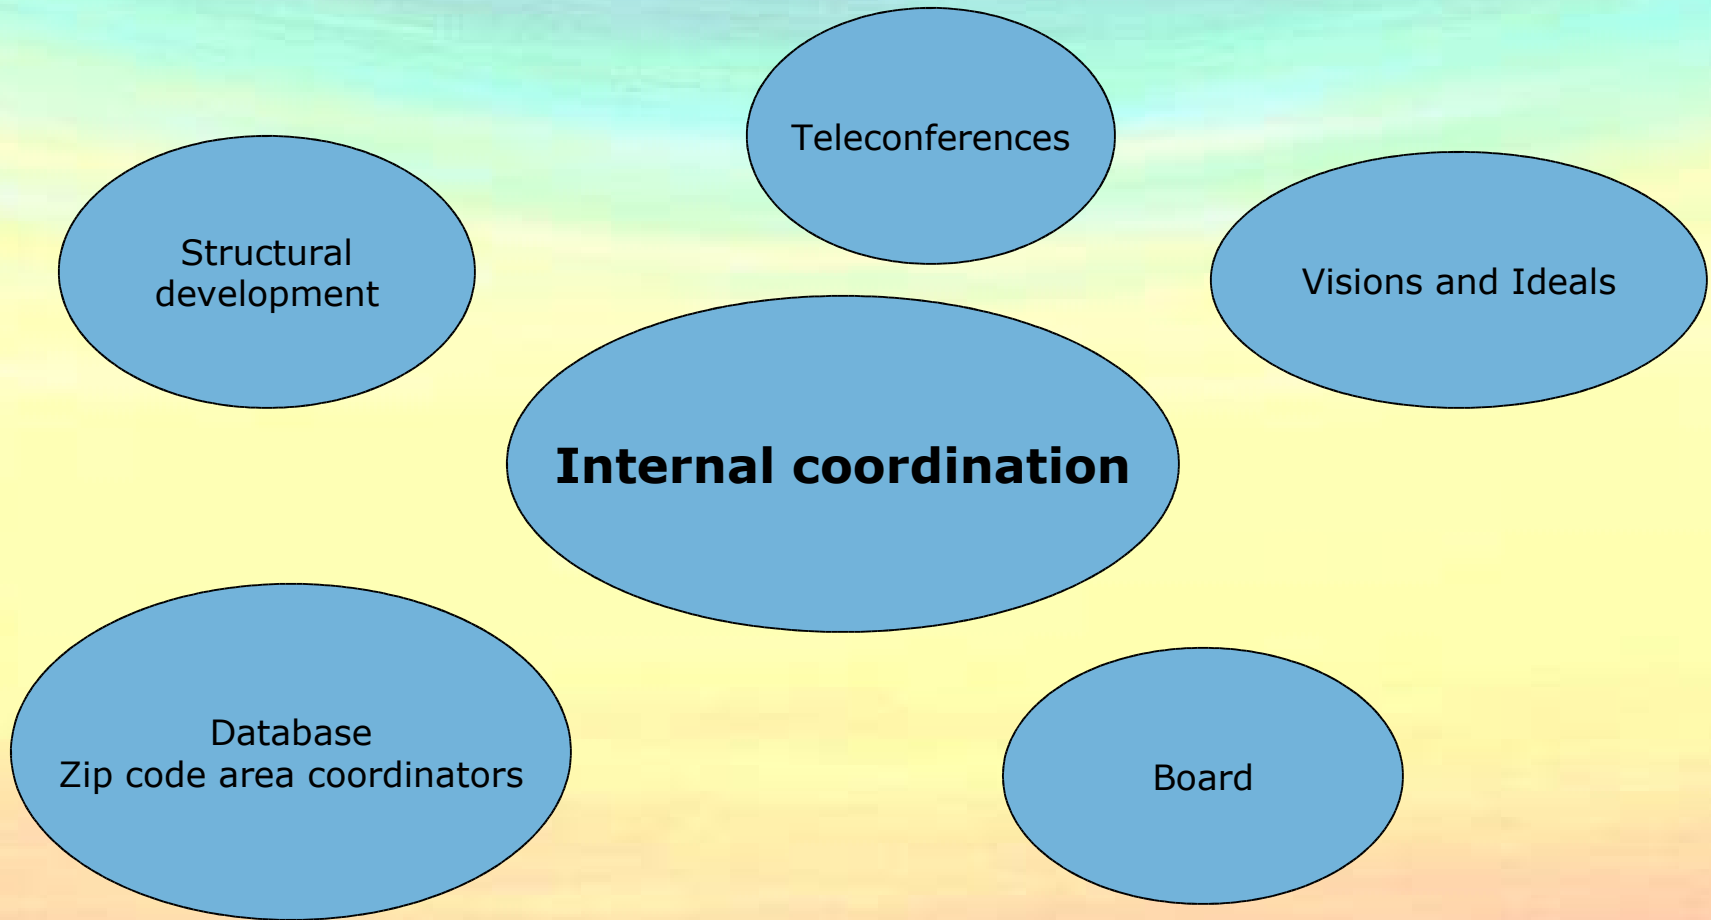 Teleconferences
Structural
development
Visions and Ideals
Internal coordination
Database
Zip code area coordinators
Board